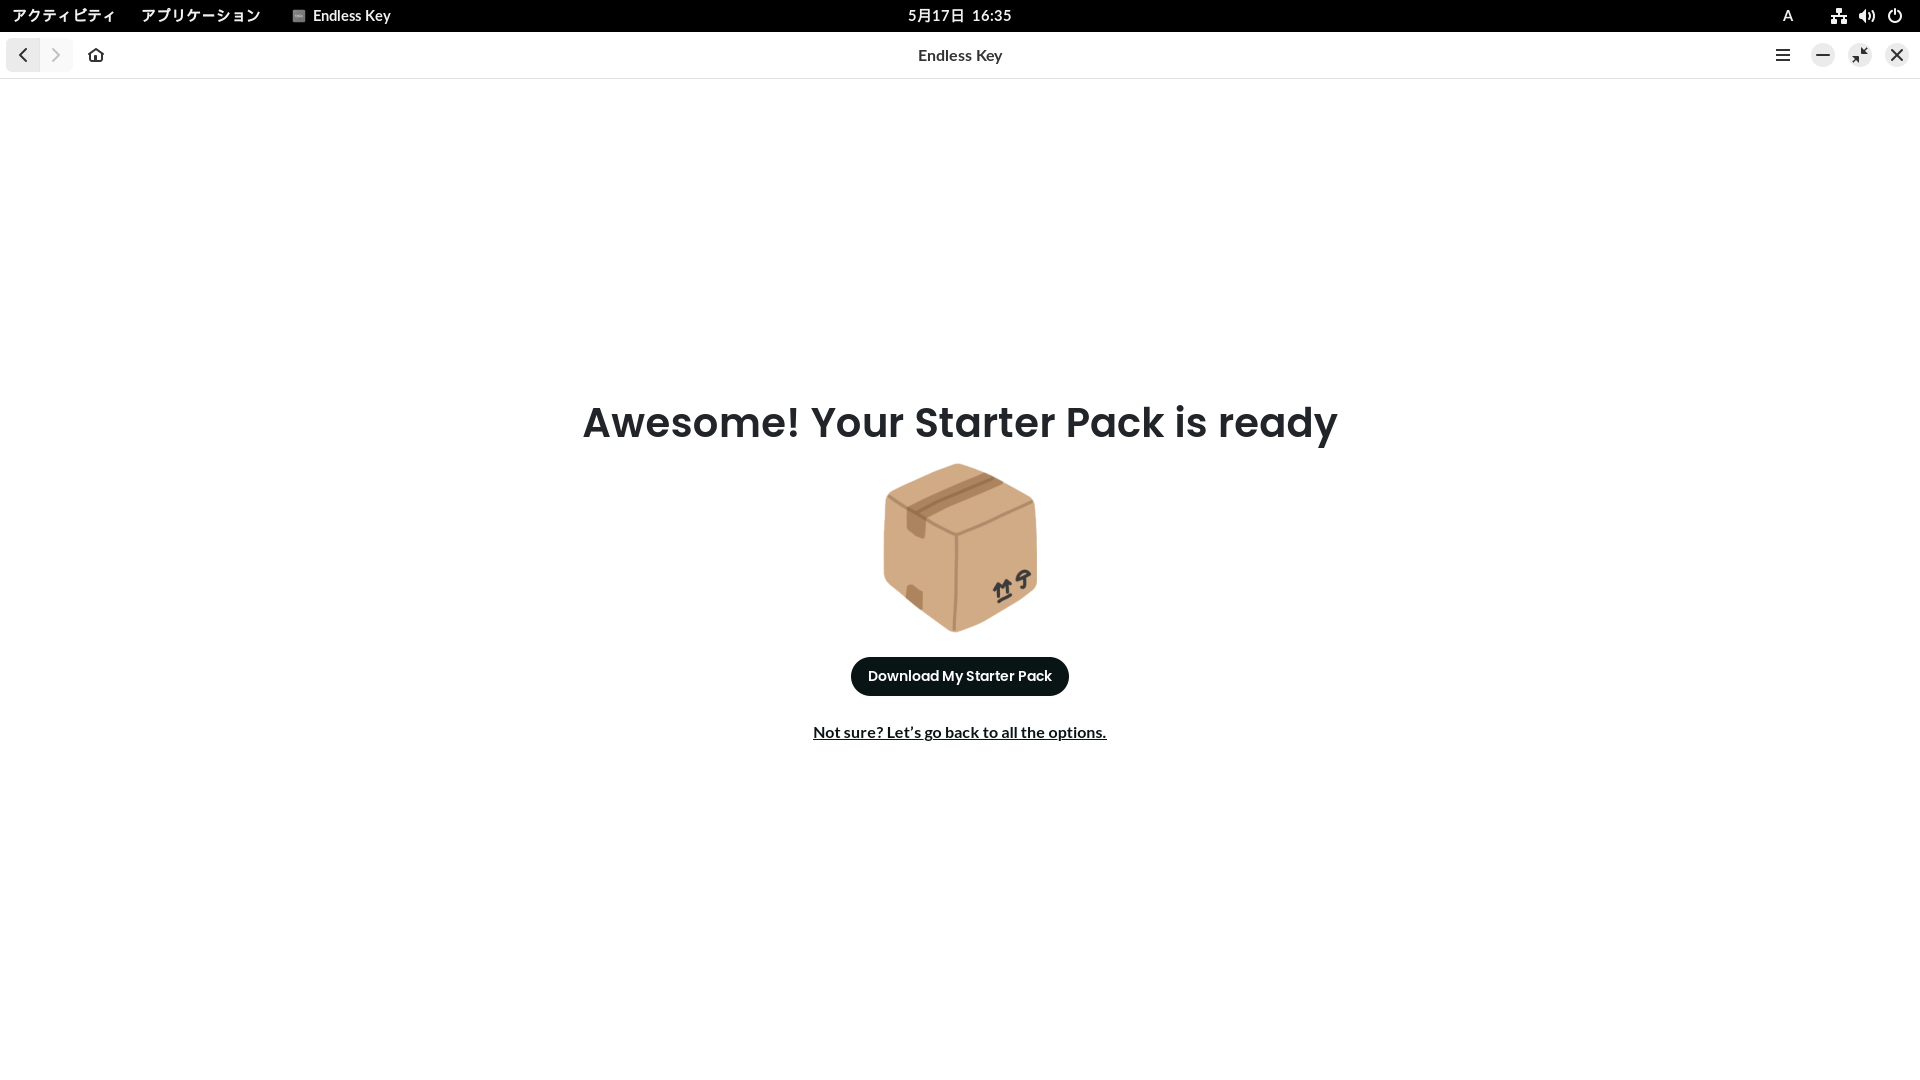 アクティビティ アプリケーション Endless Key 5月17日 16:35 A
Endless Key
Awesome! Your Starter Pack is ready
Download My Starter Pack
Not sure? Let’s go back to all the options.